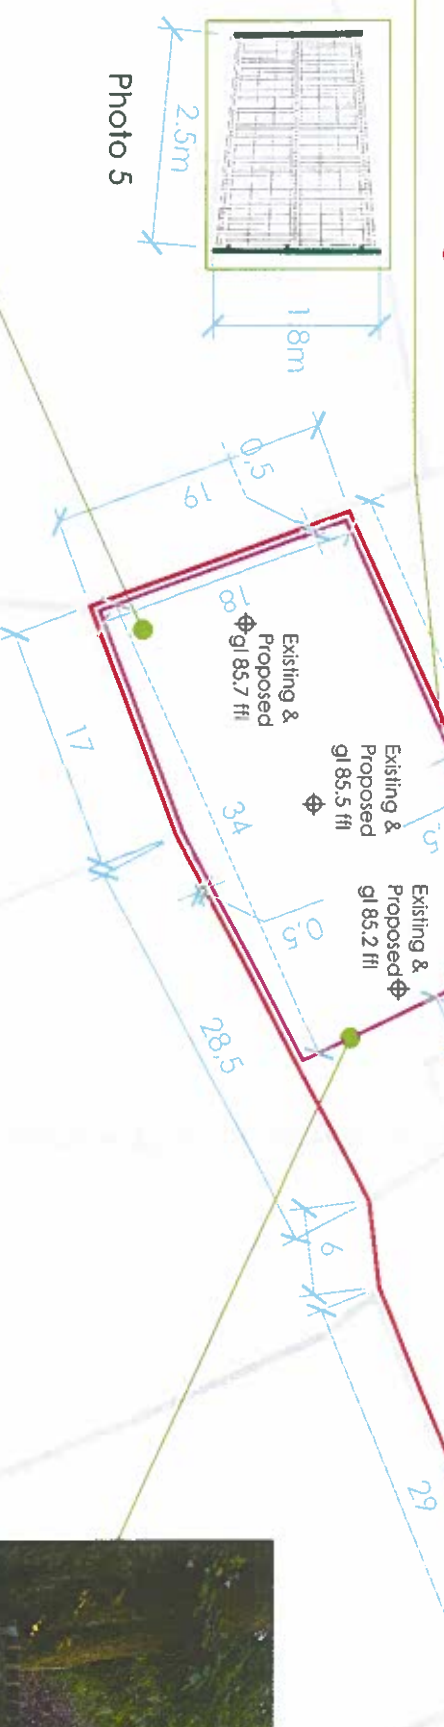 Photo 5
2.5m
1.8m
0,5
19
18
Existing &
Proposed
gl 85.7 ffl
Existing &
Proposed
gl 85.5 ffl
Existing &
Proposed
gl 85.2 ffl
17
34
0,5
28,5
6
29